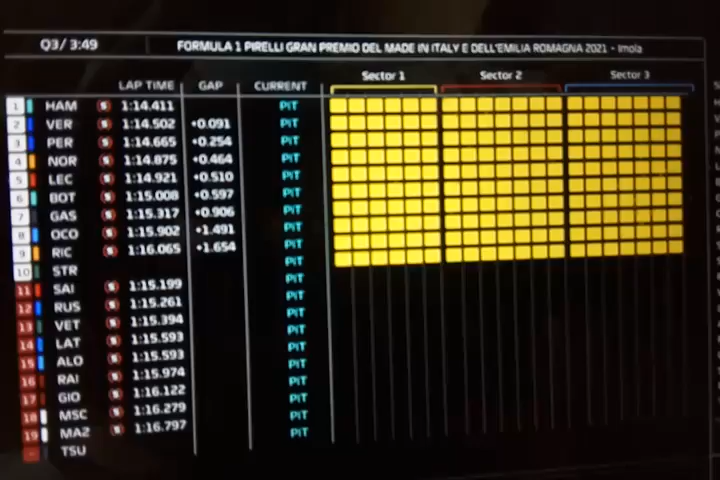 Q3/ 3:49 FORMULA 1 PIRELLI GRAN PREMIO DEL MADE IN ITALY E DELL'EMILIA ROMAGNA 2021 - Imola
LAP TIME GAP CURRENT Sector 1 Sector 2 Sector 3
1 HAM S 1:14.411 PIT
2 VER S 1:14.502 +0.091 PIT
3 PER S 1:14.665 +0.254 PIT
4 NOR S 1:14.875 +0.464 PIT
5 LEC S 1:14.921 +0.510 PIT
6 BOT S 1:15.008 +0.597 PIT
7 GAS S 1:15.317 +0.906 PIT
8 OCO S 1:15.902 +1.491 PIT
9 RIC S 1:16.065 +1.654 PIT
10 STR PIT
11 SAI S 1:15.199 PIT
12 RUS S 1:15.261 PIT
13 VET S 1:15.394 PIT
14 LAT S 1:15.593 PIT
15 ALO S 1:15.593 PIT
16 RAI S 1:15.974 PIT
17 GIO S 1:16.122 PIT
18 MSC S 1:16.279 PIT
19 MAZ S 1:16.797 PIT
- TSU